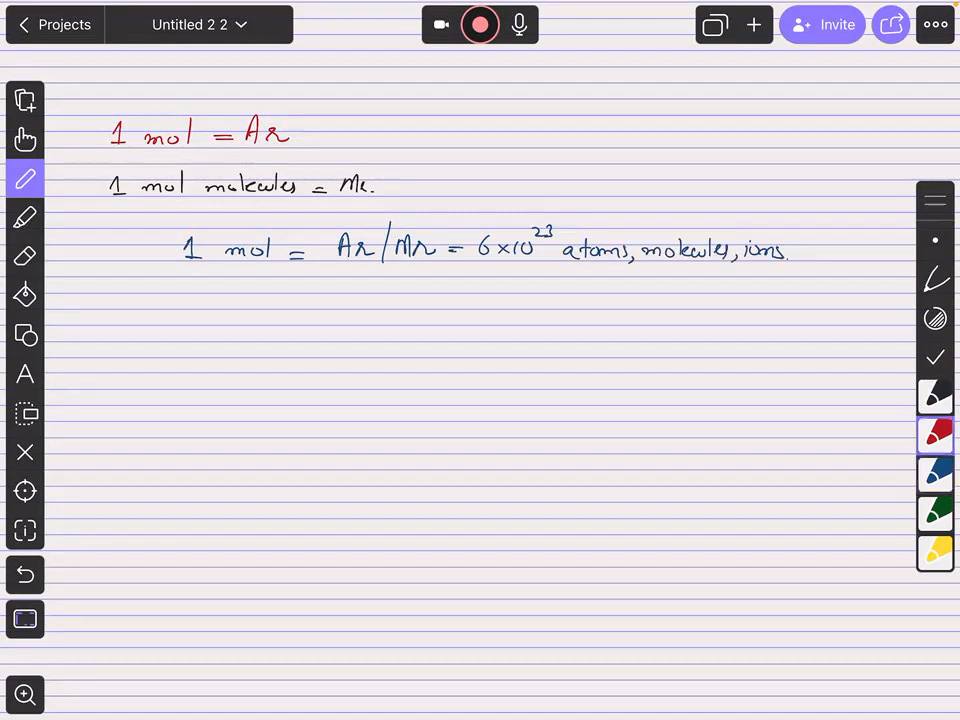 Projects
Untitled 2 2
Invite
1 mol = Ar
1 mol molecules = Mr.
1 mol = Ar/Mr = 6×10²³ atoms, molecules, ions.
A